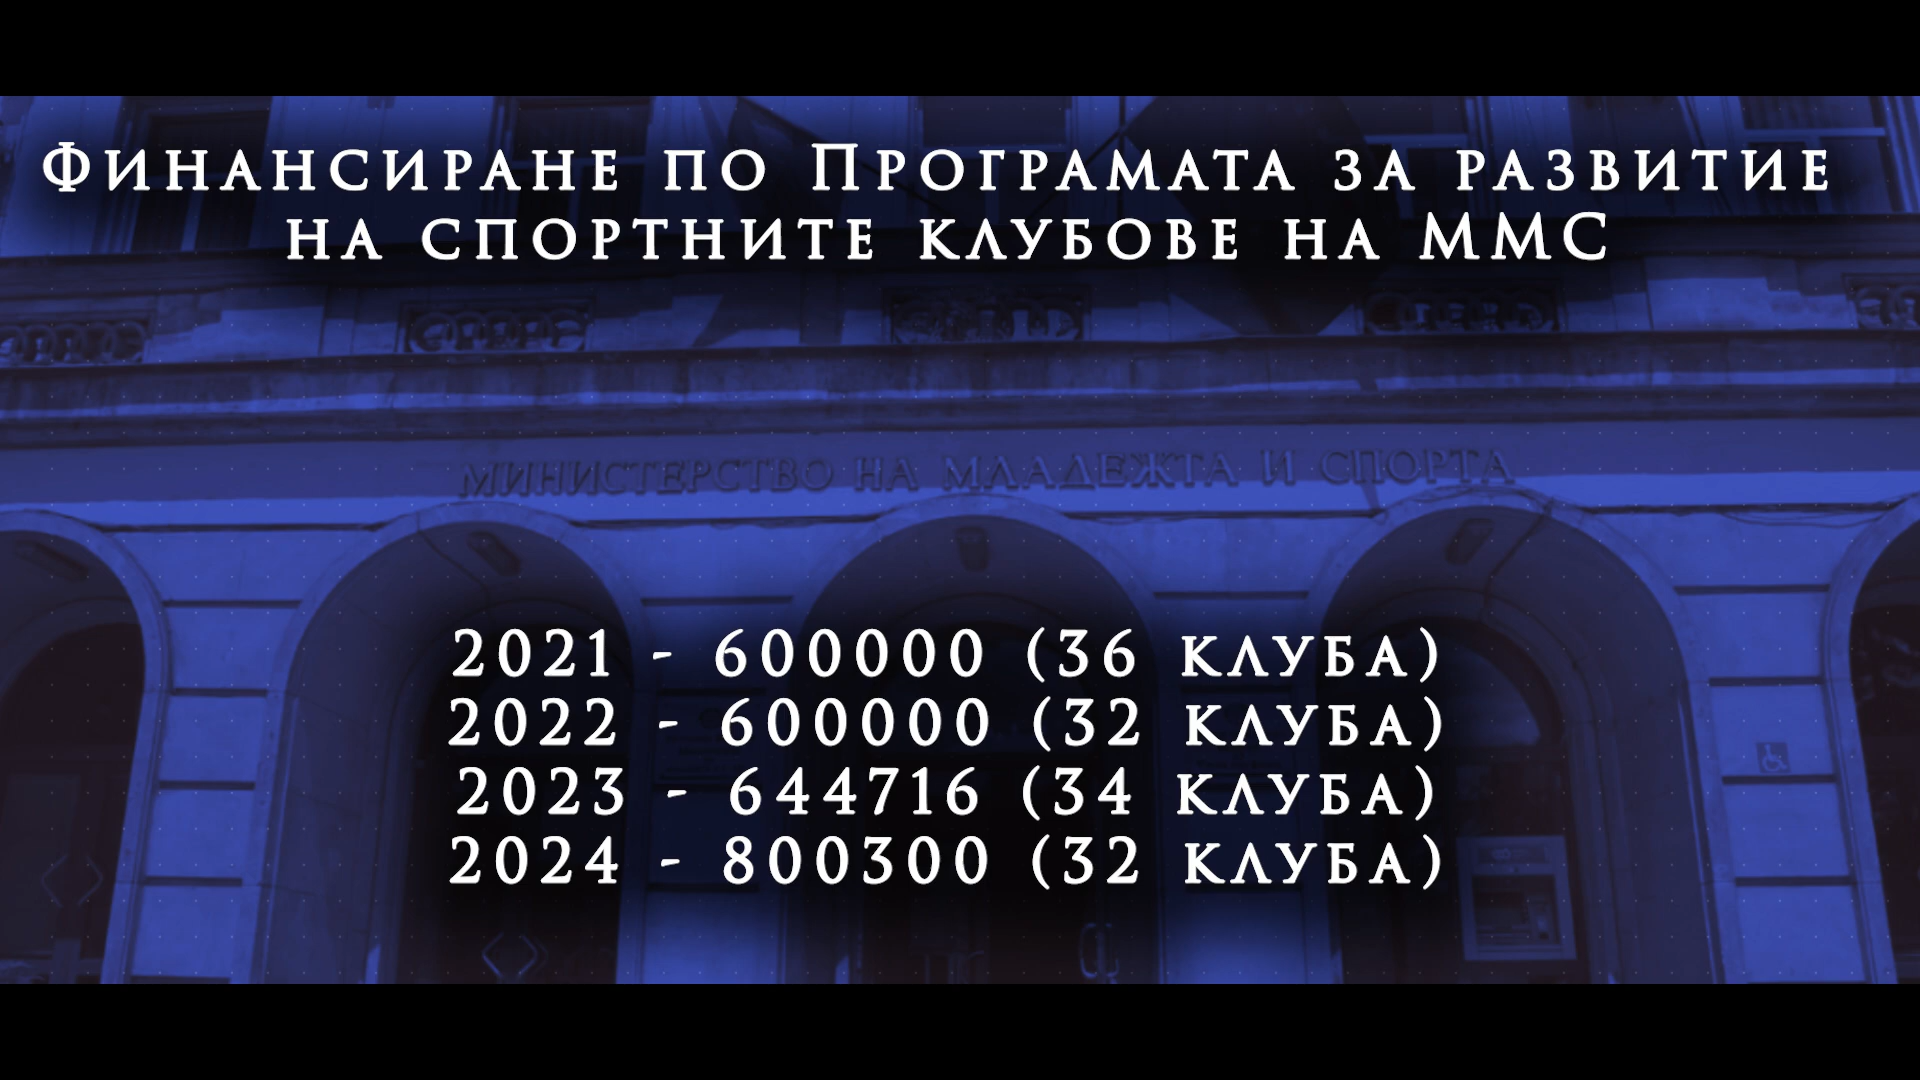 Финансиране по Програмата за развитие
на спортните клубове на ММС
МИНИСТЕРСТВО НА МЛАДЕЖТА И СПОРТА
2021 - 600000 (36 клуба)
2022 - 600000 (32 клуба)
2023 - 644716 (34 клуба)
2024 - 800300 (32 клуба)